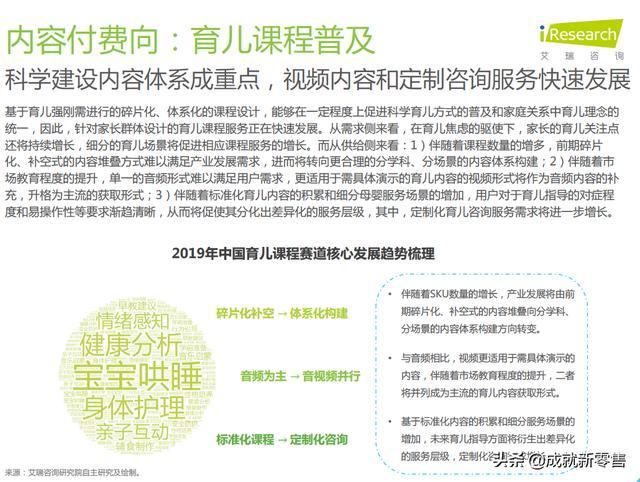 内容付费向：育儿课程普及
iResearch
艾瑞咨询
科学建设内容体系成重点，视频内容和定制咨询服务快速发展
基于育儿强刚需进行的碎片化、体系化的课程设计，能够在一定程度上促进科学育儿方式的普及和家庭关系中育儿理念的
统一，因此，针对家长群体设计的育儿课程服务正在快速发展。从需求侧来看，在育儿焦虑的驱使下，家长的育儿关注点
还将持续增长，细分的育儿场景将促进相应课程服务的增长。而从供给侧来看：1）伴随着课程数量的增多，前期碎片
化、补空式的内容堆叠方式难以满足产业发展需求，进而将转向更合理的分学科、分场景的内容体系构建；2）伴随着市
场教育程度的提升，单一的音频形式难以满足用户需求，更适用于需具体演示的育儿内容的视频形式将作为音频内容的补
充，升格为主流的获取形式；3）伴随着标准化育儿内容的积累和细分母婴服务场景的增加，用户对于育儿指导的对症程
度和易操作性等要求渐趋清晰，从而将促使其分化出差异化的服务层级，其中，定制化育儿咨询服务需求将进一步增长。
2019年中国育儿课程赛道核心发展趋势梳理
早教建议
情绪感知
健康分析
宝宝哄睡
身体护理
亲子互动
辅食制作
碎片化补空→体系化构建
音频为主→音视频并行
标准化课程→定制化咨询
• 伴随着SKU数量的增长，产业发展将由前
期碎片化、补空式的内容堆叠向分学科、
分场景的内容体系构建方向转变。
• 与音频相比，视频更适用于需具体演示的
内容，伴随着市场教育程度的提升，二者
将并列成为主流的育儿内容获取形式。
• 基于标准化内容的积累和细分服务场景的
增加，未来育儿指导方面将衍生出差异化
的服务层级，定制化咨
头条@成就新零售
来源：艾瑞咨询研究院自主研究及绘制。